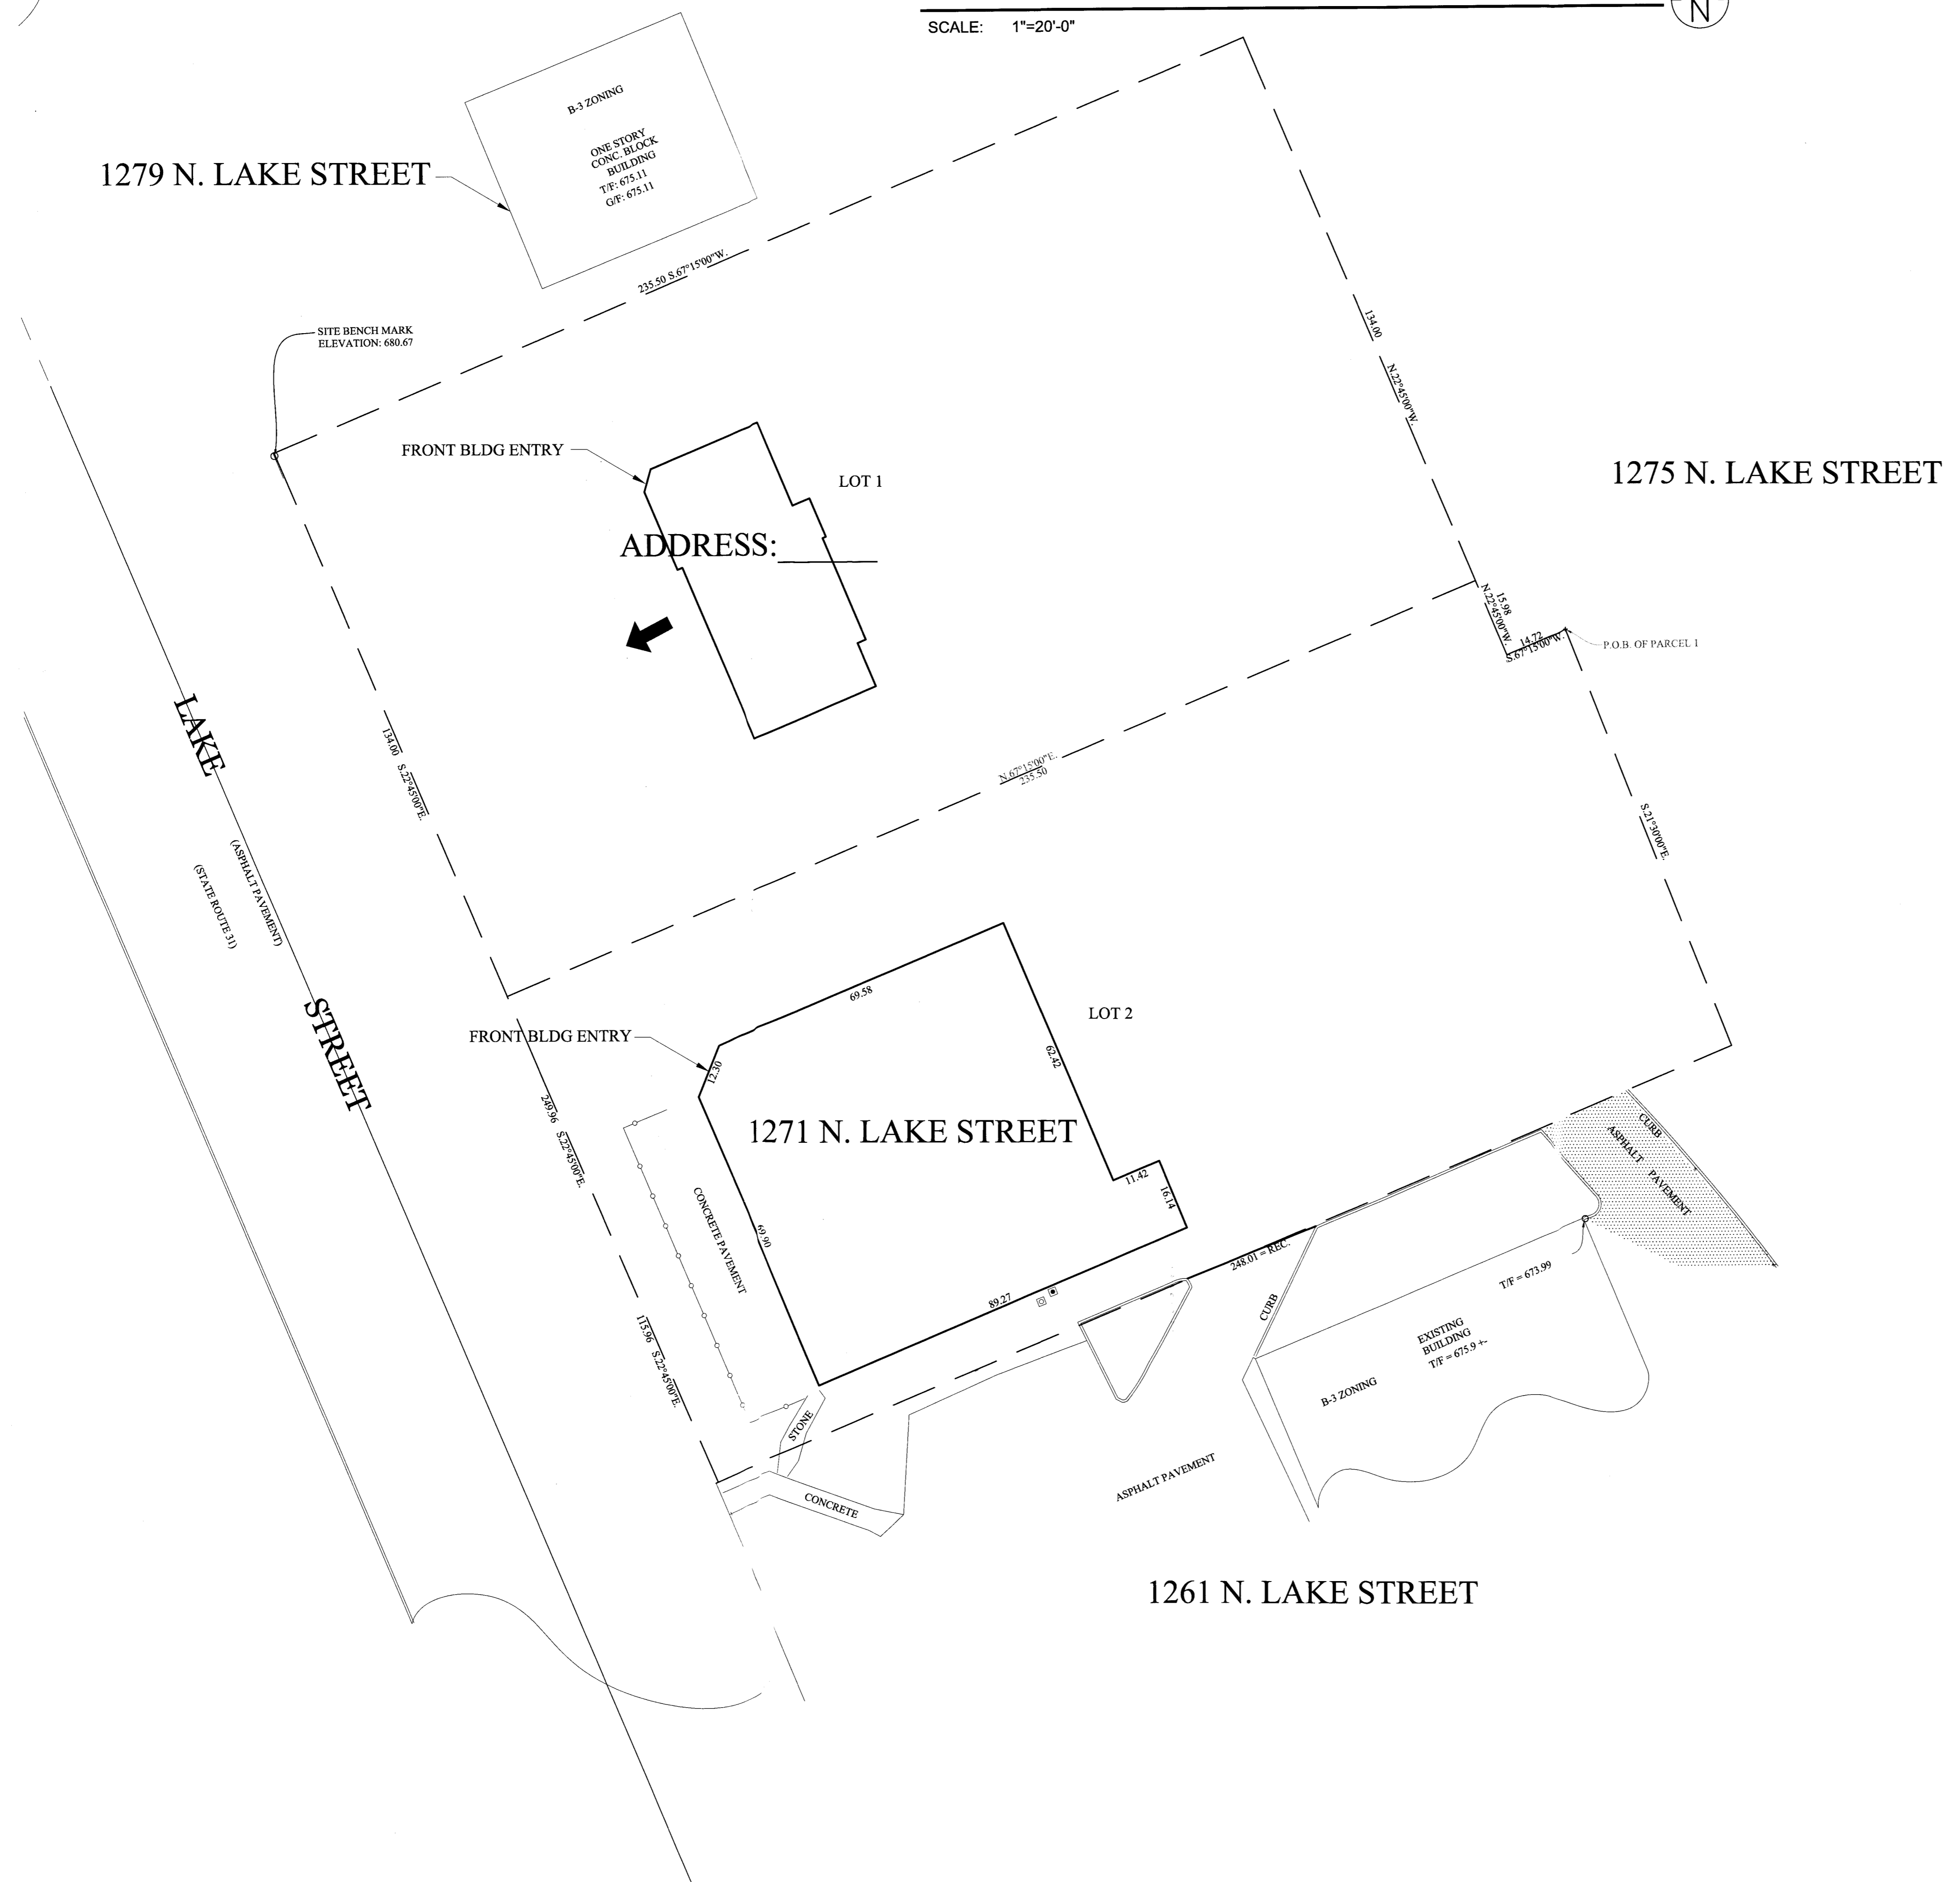 N
SCALE: 1"=20'-0"
B-3 ZONING
ONE STORY
CONC. BLOCK
BUILDING
T/F: 675.11
G/F: 675.11
1279 N. LAKE STREET
235.50 S.67°15'00"W.
SITE BENCH MARK
ELEVATION: 680.67
134.00
N.22°45'00"W.
FRONT BLDG ENTRY
LOT 1
1275 N. LAKE STREET
ADDRESS:
15.98
N.22°45'00"W.
14.72
S.67°15'00"W.
P.O.B. OF PARCEL 1
LAKE
134.00 S.22°45'00"E.
N.67°15'00"E.
235.50
S.21°30'00"E.
(ASPHALT PAVEMENT)
(STATE ROUTE 31)
69.58
LOT 2
STREET
FRONT BLDG ENTRY
12.30
62.42
249.96 S.22°45'00"E.
1271 N. LAKE STREET
CURB
ASPHALT PAVEMENT
11.42
16.14
CONCRETE PAVEMENT
69.90
248.01 = REC.
T/F = 673.99
89.27
CURB
EXISTING
BUILDING
T/F = 675.9 +-
115.96 S.22°45'00"E.
B-3 ZONING
STONE
ASPHALT PAVEMENT
CONCRETE
1261 N. LAKE STREET